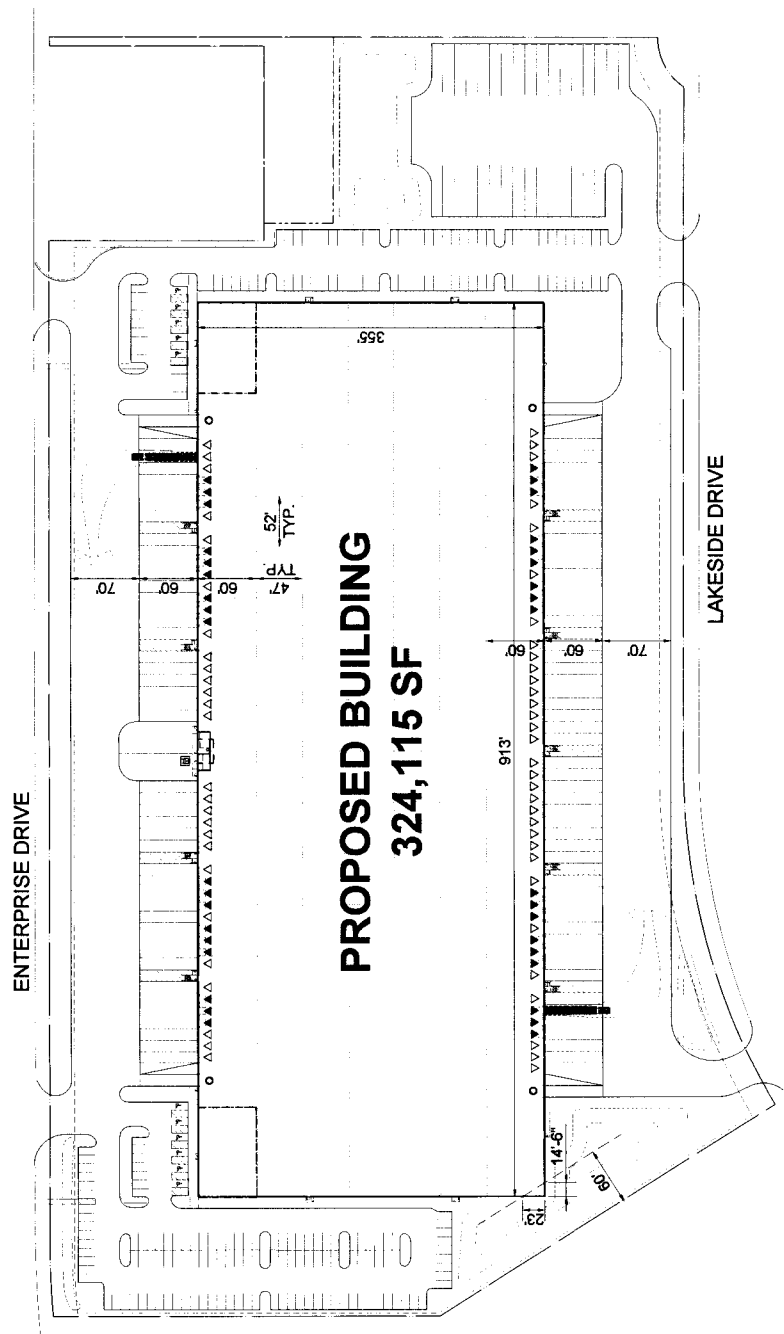 ENTERPRISE DRIVE
70'
60'
60'
47'
TYP.
52'
TYP.
355'
PROPOSED BUILDING
324,115 SF
913'
60'
60'
70'
LAKESIDE DRIVE
14'-6"
23'
60'